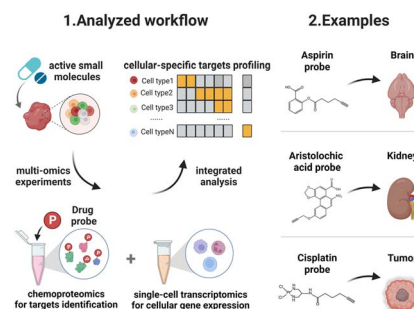 1.Analyzed workflow
active small
molecules
cellular-specific targets profiling
Cell type1
Cell type2
Cell type3
......
......
Cell typeN
multi-omics
experiments
integrated
analysis
Drug
probe
P
P
P
P
P
+
chemoproteomics
for targets identification
single-cell transcriptomics
for cellular gene expression
2.Examples
Aspirin
probe
Brain
Aristolochic
acid probe
Kidney
Cisplatin
probe
Tumo